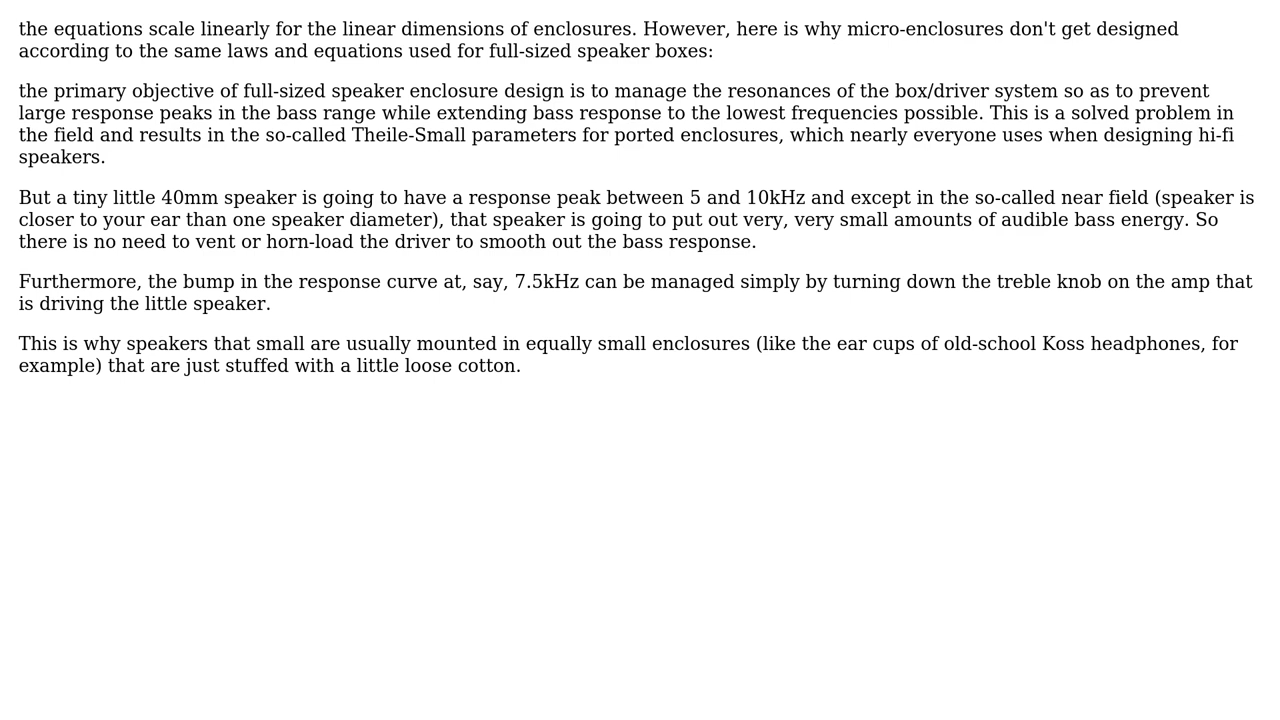 the equations scale linearly for the linear dimensions of enclosures. However, here is why micro-enclosures don't get designed
according to the same laws and equations used for full-sized speaker boxes:
the primary objective of full-sized speaker enclosure design is to manage the resonances of the box/driver system so as to prevent
large response peaks in the bass range while extending bass response to the lowest frequencies possible. This is a solved problem in
the field and results in the so-called Theile-Small parameters for ported enclosures, which nearly everyone uses when designing hi-fi
speakers.
But a tiny little 40mm speaker is going to have a response peak between 5 and 10kHz and except in the so-called near field (speaker is
closer to your ear than one speaker diameter), that speaker is going to put out very, very small amounts of audible bass energy. So
there is no need to vent or horn-load the driver to smooth out the bass response.
Furthermore, the bump in the response curve at, say, 7.5kHz can be managed simply by turning down the treble knob on the amp that
is driving the little speaker.
This is why speakers that small are usually mounted in equally small enclosures (like the ear cups of old-school Koss headphones, for
example) that are just stuffed with a little loose cotton.